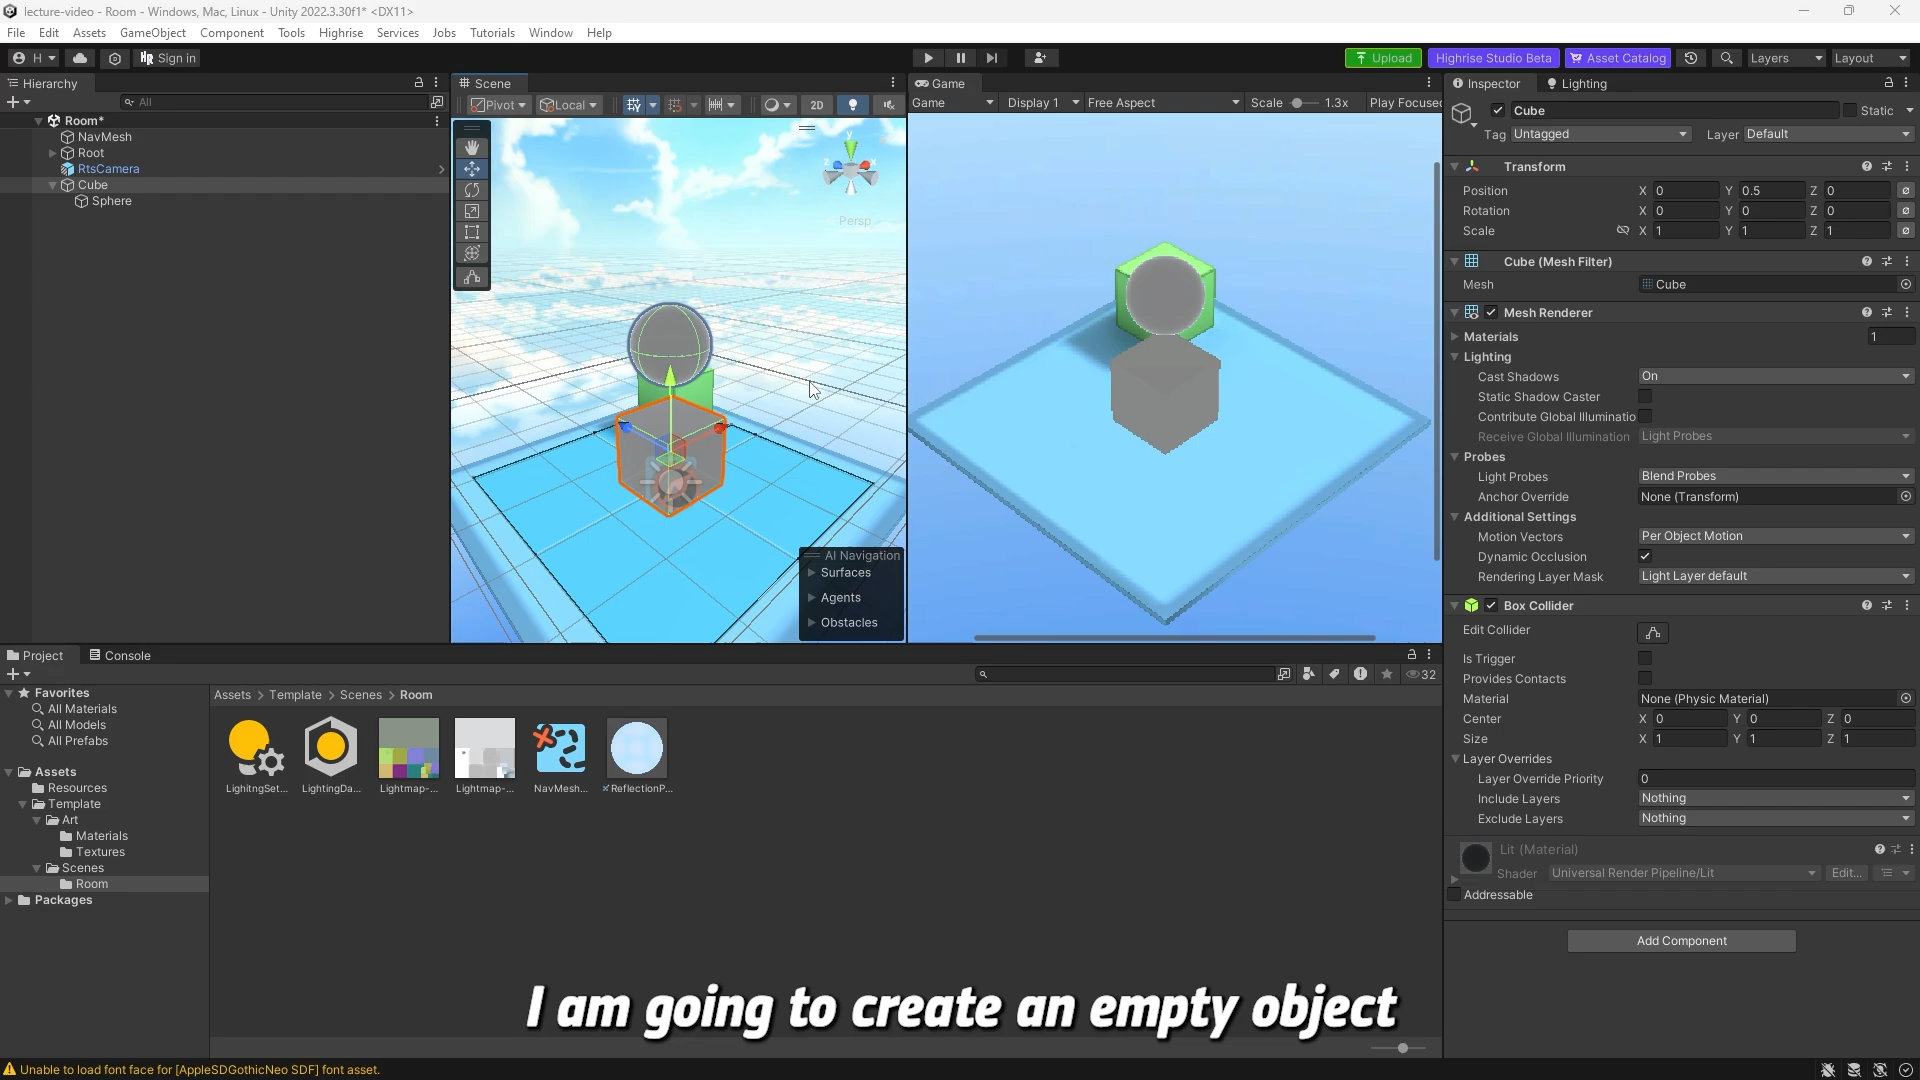 lecture-video - Room - Windows, Mac, Linux - Unity 2022.3.30f1* <DX11>
File Edit Assets GameObject Component Tools Highrise Services Jobs Tutorials Window Help
H Sign in Upload Highrise Studio Beta Asset Catalog Layers Layout
Hierarchy
All
Room*
NavMesh
Root
RtsCamera
Cube
Sphere
Scene
Pivot Local 2D
y
z x
Persp
AI Navigation
Surfaces
Agents
Obstacles
Game
Game Display 1 Free Aspect Scale 1.3x Play Focused
Inspector Lighting
Cube Static
Tag Untagged Layer Default
Transform
Position X 0 Y 0.5 Z 0
Rotation X 0 Y 0 Z 0
Scale X 1 Y 1 Z 1
Cube (Mesh Filter)
Mesh Cube
Mesh Renderer
Materials 1
Lighting
Cast Shadows On
Static Shadow Caster
Contribute Global Illuminatio
Receive Global Illumination Light Probes
Probes
Light Probes Blend Probes
Anchor Override None (Transform)
Additional Settings
Motion Vectors Per Object Motion
Dynamic Occlusion
Rendering Layer Mask Light Layer default
Box Collider
Edit Collider
Is Trigger
Provides Contacts
Material None (Physic Material)
Center X 0 Y 0 Z 0
Size X 1 Y 1 Z 1
Layer Overrides
Layer Override Priority 0
Include Layers Nothing
Exclude Layers Nothing
Lit (Material)
Shader Universal Render Pipeline/Lit Edit...
Addressable
Add Component
Project Console
32
Favorites
All Materials
All Models
All Prefabs
Assets
Resources
Template
Art
Materials
Textures
Scenes
Room
Packages
Assets > Template > Scenes > Room
LighitngSet... LightingDa... Lightmap-... Lightmap-... NavMesh... ReflectionP...
I am going to create an empty object
Unable to load font face for [AppleSDGothicNeo SDF] font asset.